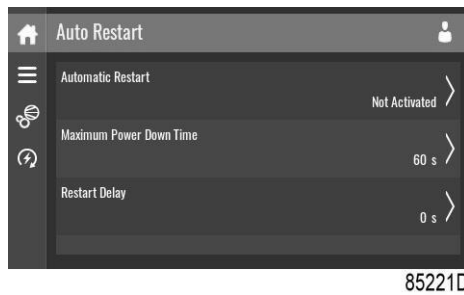 Auto Restart
Automatic Restart
Not Activated
Maximum Power Down Time
60 s
Restart Delay
0 s
85221D